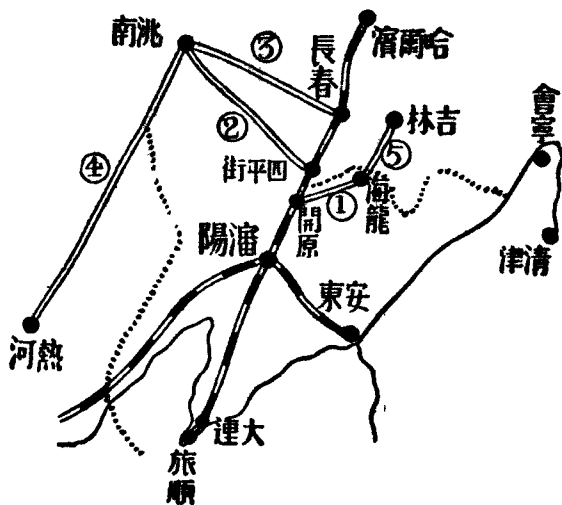 哈爾濱
洮南
③
長春
會寧
吉林
②
⑤
四平街
④
海龍
①
開原
瀋陽
清津
安東
熱河
大連
旅順